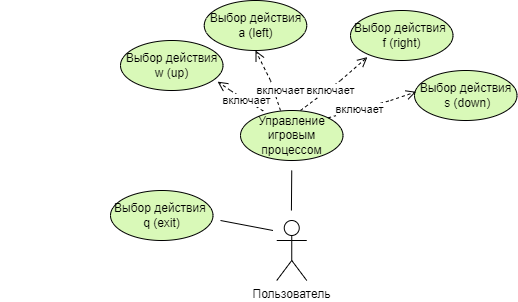 Выбор действия
a (left)
Выбор действия
f (right)
Выбор действия
w (up)
Выбор действия
s (down)
включает
включает
включает
включает
Управление
игровым
процессом
Выбор действия
q (exit)
Пользователь